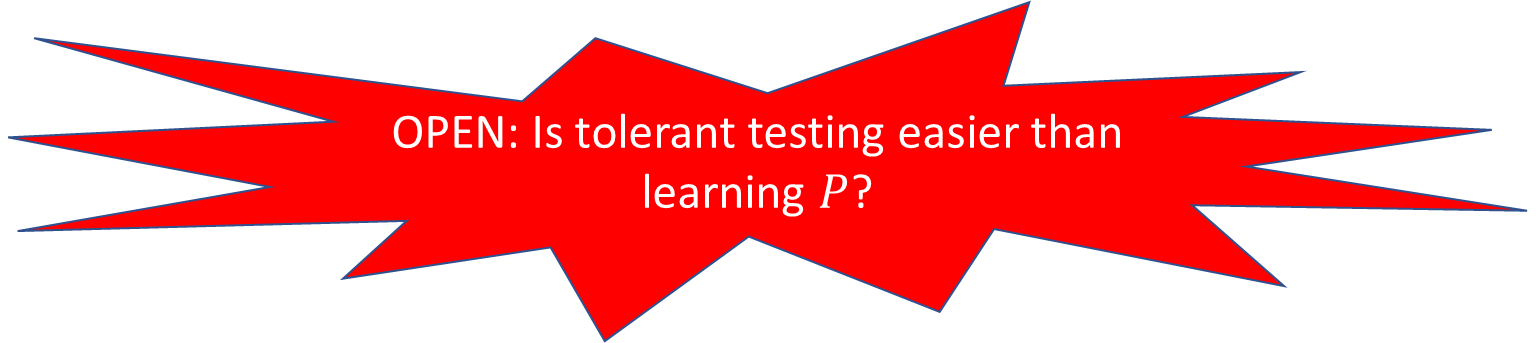 OPEN: Is tolerant testing easier than
learning P?